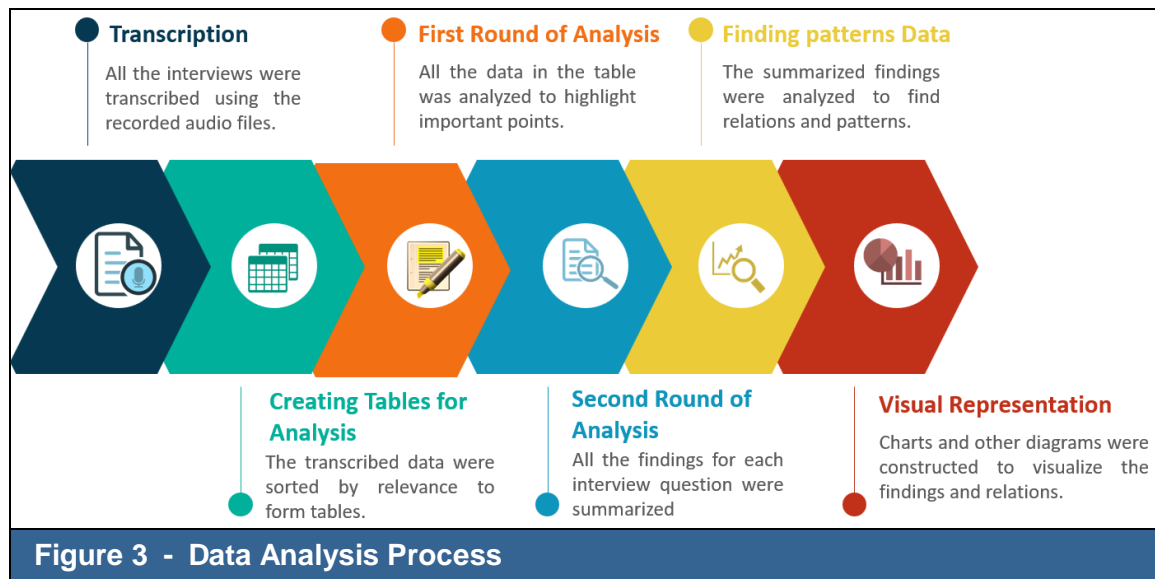 Transcription
All the interviews were
transcribed using the
recorded audio files.
First Round of Analysis
All the data in the table
was analyzed to highlight
important points.
Finding patterns Data
The summarized findings
were analyzed to find
relations and patterns.
Creating Tables for
Analysis
The transcribed data were
sorted by relevance to
form tables.
Second Round of
Analysis
All the findings for each
interview question were
summarized
Visual Representation
Charts and other diagrams were
constructed to visualize the
findings and relations.
Figure 3 - Data Analysis Process